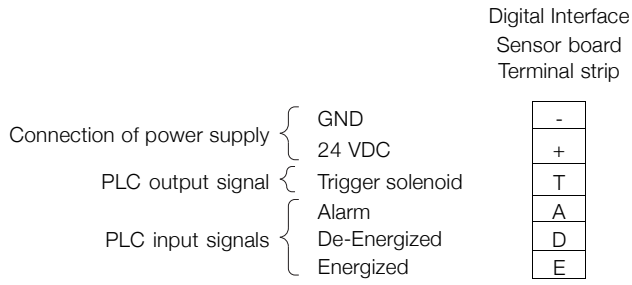 Digital Interface
Sensor board
Terminal strip
Connection of power supply
GND
-
24 VDC
+
PLC output signal
Trigger solenoid
T
PLC input signals
Alarm
A
De-Energized
D
Energized
E